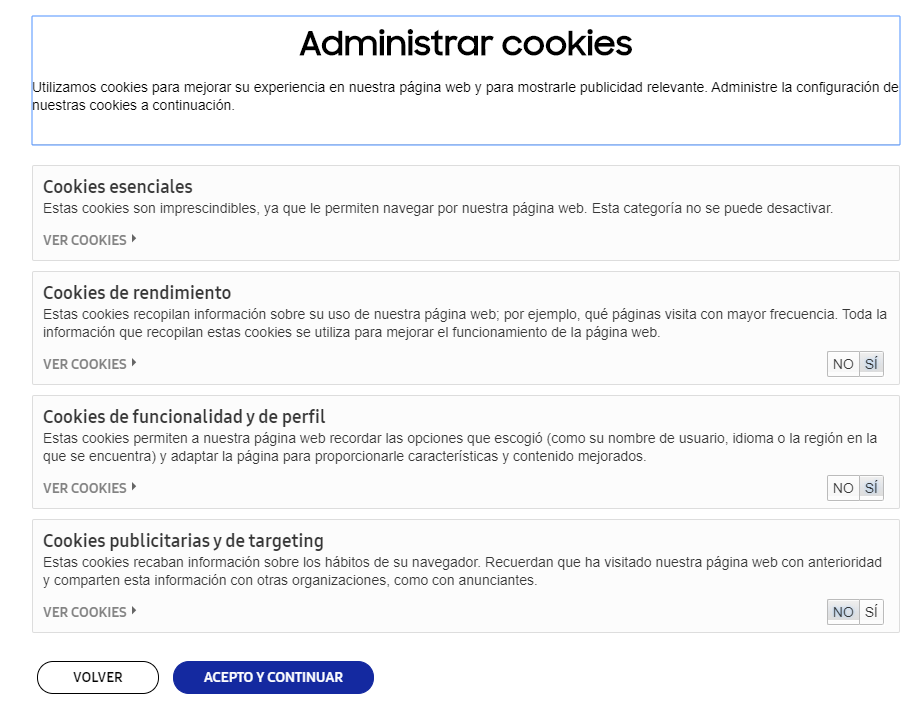 Administrar cookies
Utilizamos cookies para mejorar su experiencia en nuestra página web y para mostrarle publicidad relevante. Administre la configuración de
nuestras cookies a continuación.
Cookies esenciales
Estas cookies son imprescindibles, ya que le permiten navegar por nuestra página web. Esta categoría no se puede desactivar.
VER COOKIES
Cookies de rendimiento
Estas cookies recopilan información sobre su uso de nuestra página web; por ejemplo, qué páginas visita con mayor frecuencia. Toda la
información que recopilan estas cookies se utiliza para mejorar el funcionamiento de la página web.
VER COOKIES NO SÍ
Cookies de funcionalidad y de perfil
Estas cookies permiten a nuestra página web recordar las opciones que escogió (como su nombre de usuario, idioma o la región en la
que se encuentra) y adaptar la página para proporcionarle características y contenido mejorados.
VER COOKIES NO SÍ
Cookies publicitarias y de targeting
Estas cookies recaban información sobre los hábitos de su navegador. Recuerdan que ha visitado nuestra página web con anterioridad
y comparten esta información con otras organizaciones, como con anunciantes.
VER COOKIES NO SÍ
VOLVER ACEPTO Y CONTINUAR